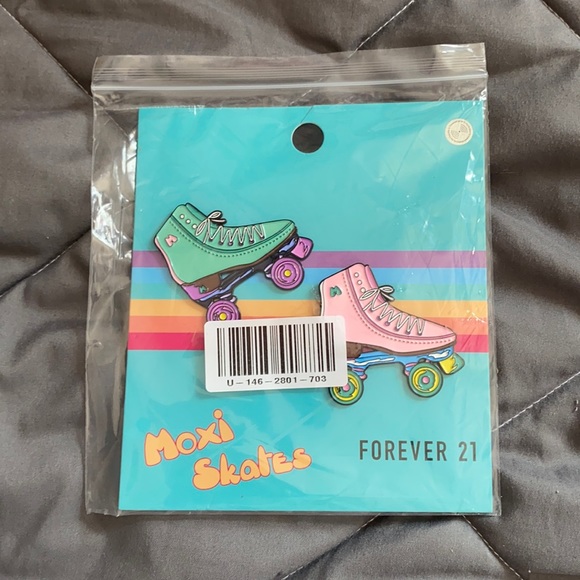 U-146-2801-703
Moxi
Skates
FOREVER 21